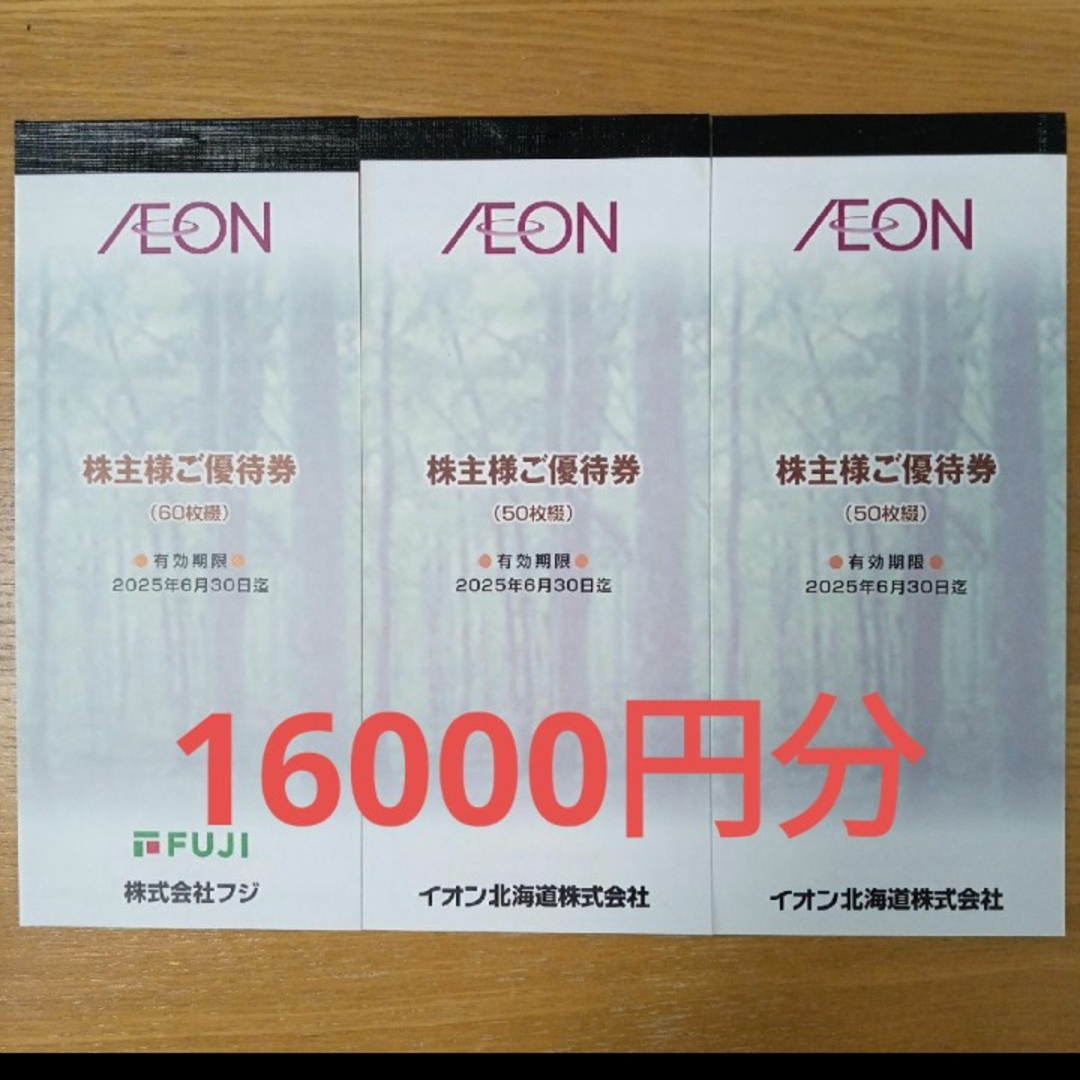 ÆON
株主様ご優待券
(60枚綴)
●有効期限●
2025年6月30日迄
FUJI
株式会社フジ
ÆON
株主様ご優待券
(50枚綴)
●有効期限●
2025年6月30日迄
イオン北海道株式会社
ÆON
株主様ご優待券
(50枚綴)
●有効期限●
2025年6月30日迄
イオン北海道株式会社
16000円分